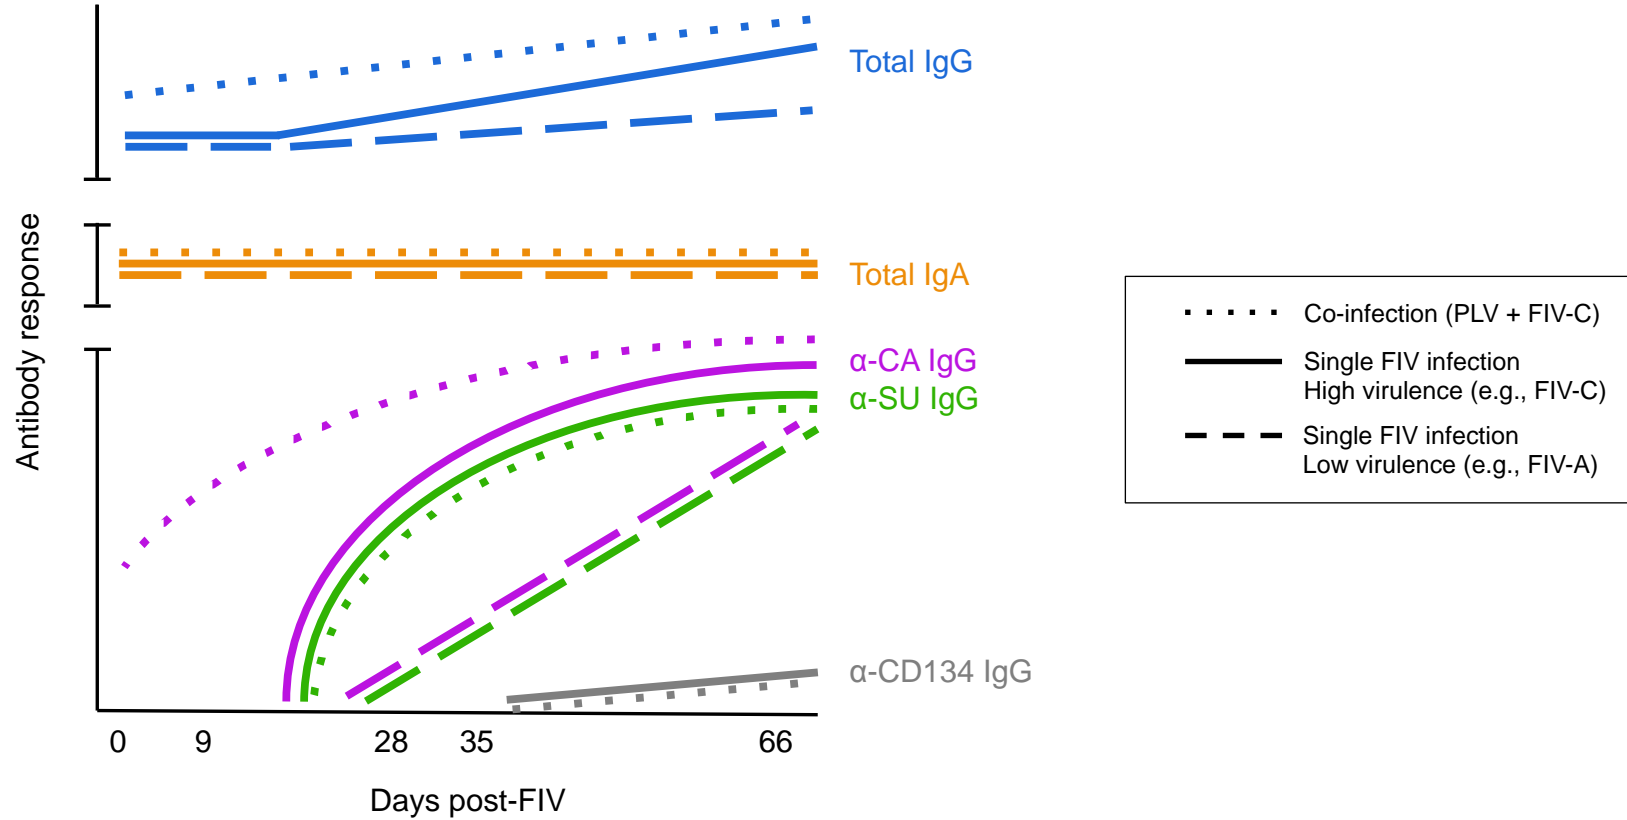 Total IgG
Antibody response
Total IgA
α-CA IgG
α-SU IgG
α-CD134 IgG
0 9 28 35 66
Days post-FIV
Co-infection (PLV + FIV-C)
Single FIV infection
High virulence (e.g., FIV-C)
Single FIV infection
Low virulence (e.g., FIV-A)